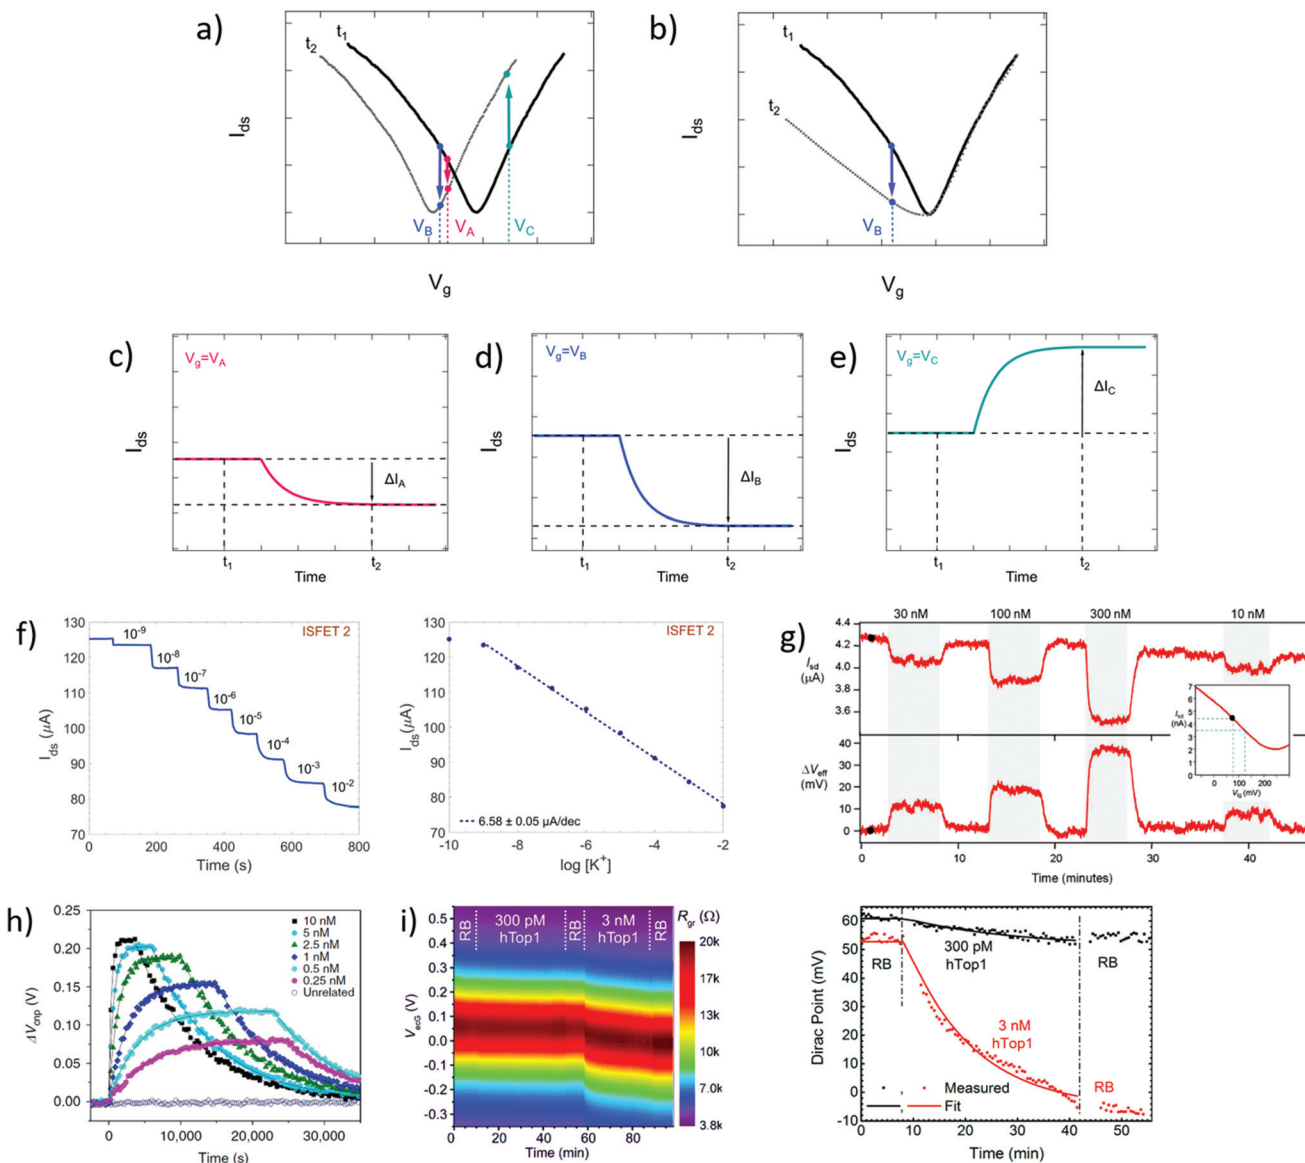 a)
t1
t2
Ids
VB
VA
VC
Vg
b)
t1
t2
Ids
VB
Vg
c)
Vg=VA
Ids
ΔIA
t1
t2
Time
d)
Vg=VB
Ids
ΔIB
t1
t2
Time
e)
Vg=VC
Ids
ΔIC
t1
t2
Time
f)
130
120
110
100
90
80
70
Ids (μA)
ISFET 2
10-9
10-8
10-7
10-6
10-5
10-4
10-3
10-2
0 200 400 600 800
Time (s)
130
120
110
100
90
80
70
Ids (μA)
ISFET 2
6.58 ± 0.05 μA/dec
-10 -8 -6 -4 -2
log [K+]
g)
30 nM 100 nM 300 nM 10 nM
4.4
4.0
3.6
Isd
(μA)
40
30
20
10
0
ΔVeff
(mV)
7
6
5
4
3
2
1
0
Isd
(nA)
0 100 200
Vlg (mV)
0 10 20 30 40
Time (minutes)
h)
0.25
0.20
0.15
0.10
0.05
0.00
ΔVcnp (V)
10 nM
5 nM
2.5 nM
1 nM
0.5 nM
0.25 nM
Unrelated
0 10,000 20,000 30,000
Time (s)
i)
0.5
0.4
0.3
0.2
0.1
0.0
-0.1
-0.2
-0.3
VecG (V)
RB
300 pM
hTop1
RB
3 nM
hTop1
RB
Rgr (Ω)
20k
17k
13k
10k
7.0k
3.8k
0 20 40 60 80
Time (min)
60
50
40
30
20
10
0
-10
Dirac Point (mV)
RB
300 pM
hTop1
RB
3 nM
hTop1
RB
Measured
Fit
0 10 20 30 40 50
Time (min)